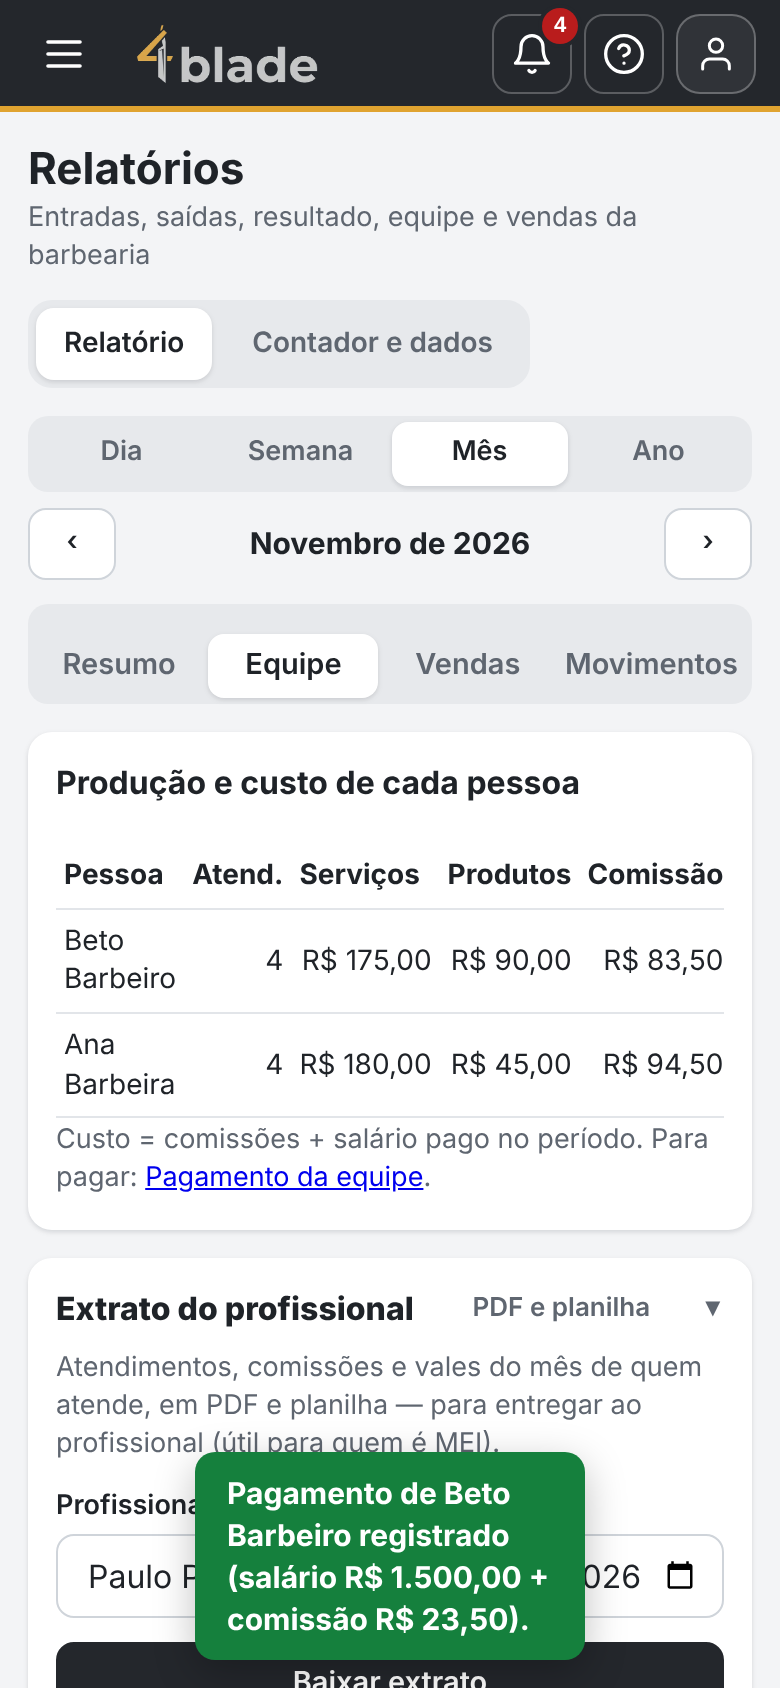 4blade
4
Relatórios
Entradas, saídas, resultado, equipe e vendas da
barbearia
Relatório Contador e dados
Dia Semana Mês Ano
‹ Novembro de 2026 ›
Resumo Equipe Vendas Movimentos
Produção e custo de cada pessoa
Pessoa Atend. Serviços Produtos Comissão
Beto
Barbeiro 4 R$ 175,00 R$ 90,00 R$ 83,50
Ana
Barbeira 4 R$ 180,00 R$ 45,00 R$ 94,50
Custo = comissões + salário pago no período. Para
pagar: Pagamento da equipe.
Extrato do profissional PDF e planilha ▼
Atendimentos, comissões e vales do mês de quem
atende, em PDF e planilha — para entregar ao
profissional (útil para quem é MEI).
Pagamento de Beto
Barbeiro registrado
(salário R$ 1.500,00 +
comissão R$ 23,50).
Paulo
Baixar extrato